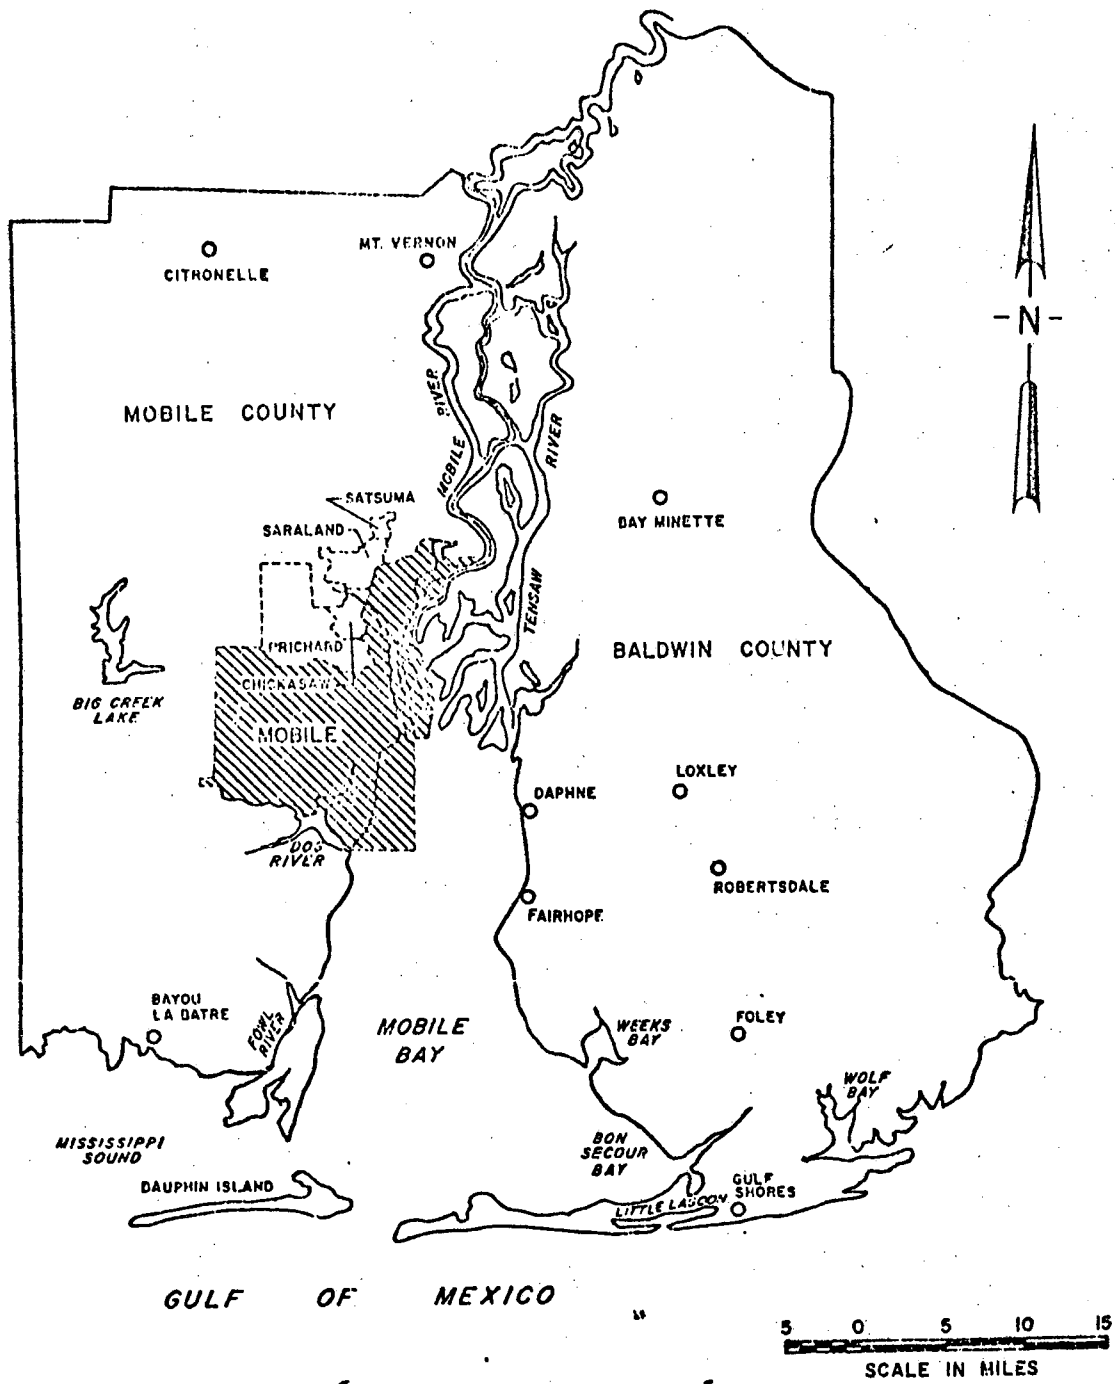 MT. VERNON
CITRONELLE
-N-
MOBILE COUNTY
RIVER
MOBILE
RIVER
SATSUMA
SARALAND
BAY MINETTE
TENSAW
PRICHARD
BALDWIN COUNTY
CHICKASAW
BIG CREEK
LAKE
MOBILE
LOXLEY
DAPHNE
DOG
RIVER
ROBERTSDALE
FAIRHOPE
BAYOU
LA BATRE
FOWL
RIVER
MOBILE
BAY
WEEKS
BAY
FOLEY
WOLF
BAY
MISSISSIPPI
SOUND
BON
SECOUR
BAY
DAUPHIN ISLAND
GULF
SHORES
LITTLE LAGOON
GULF OF MEXICO
5 0 5 10 15
SCALE IN MILES